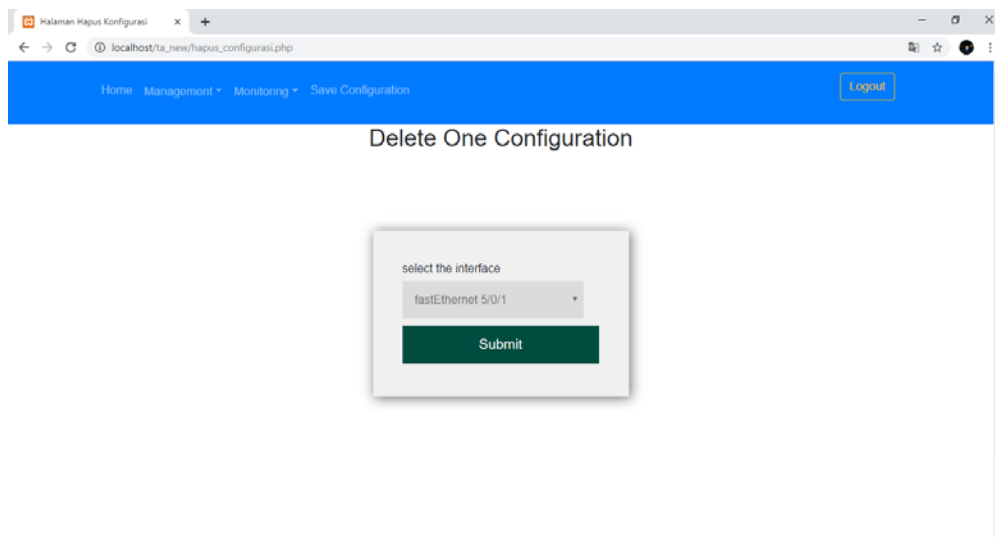 Halaman Hapus Konfigurasi
localhost/ta_new/hapus_configurasi.php
Home Management Monitoring Save Configuration Logout
Delete One Configuration
select the interface
fastEthernet 5/0/1
Submit